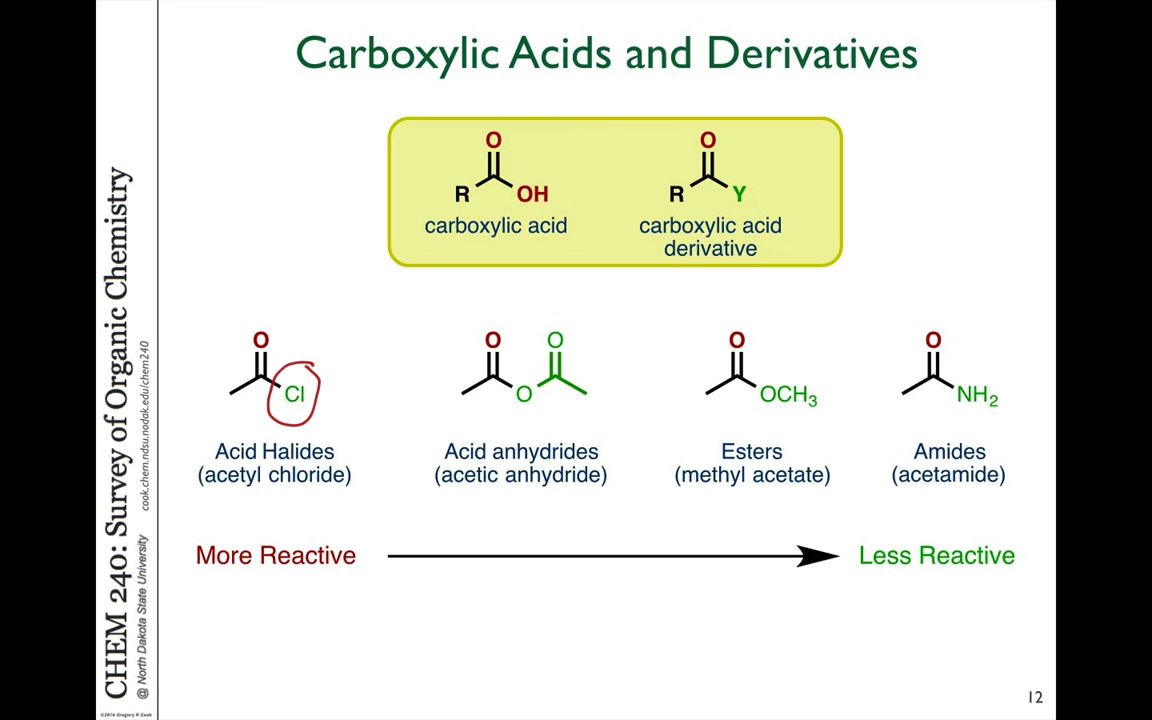 Carboxylic Acids and Derivatives
O
R
OH
carboxylic acid
O
R
Y
carboxylic acid
derivative
O
Cl
Acid Halides
(acetyl chloride)
O
O
O
Acid anhydrides
(acetic anhydride)
O
OCH₃
Esters
(methyl acetate)
O
NH₂
Amides
(acetamide)
More Reactive
Less Reactive
12
CHEM 240: Survey of Organic Chemistry
@ North Dakota State University
cook.chem.ndsu.nodak.edu/chem240
©2016 Gregory R Cook